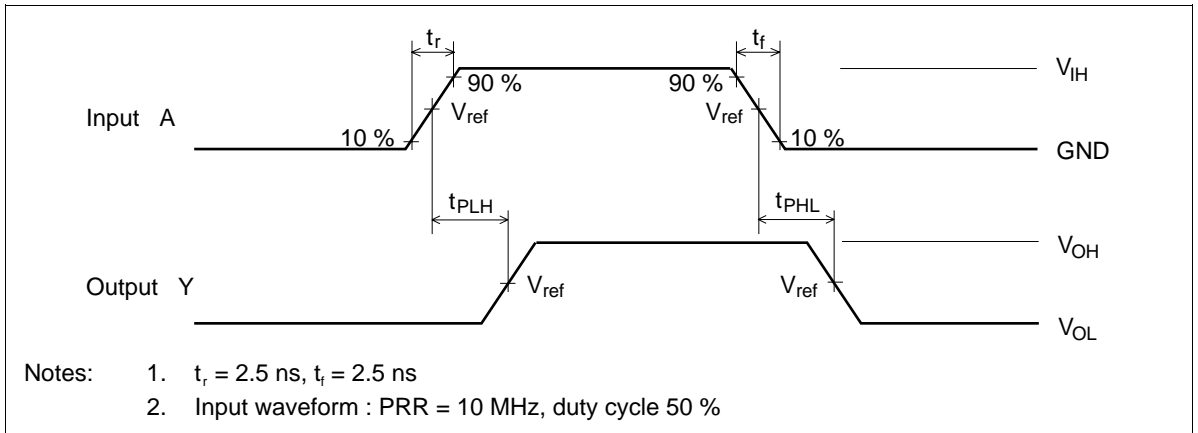 tr tf
90 % 90 % VIH
Input A Vref Vref
10 % 10 % GND
tPLH tPHL
VOH
Output Y Vref Vref
VOL
Notes: 1. tr = 2.5 ns, tf = 2.5 ns
2. Input waveform : PRR = 10 MHz, duty cycle 50 %